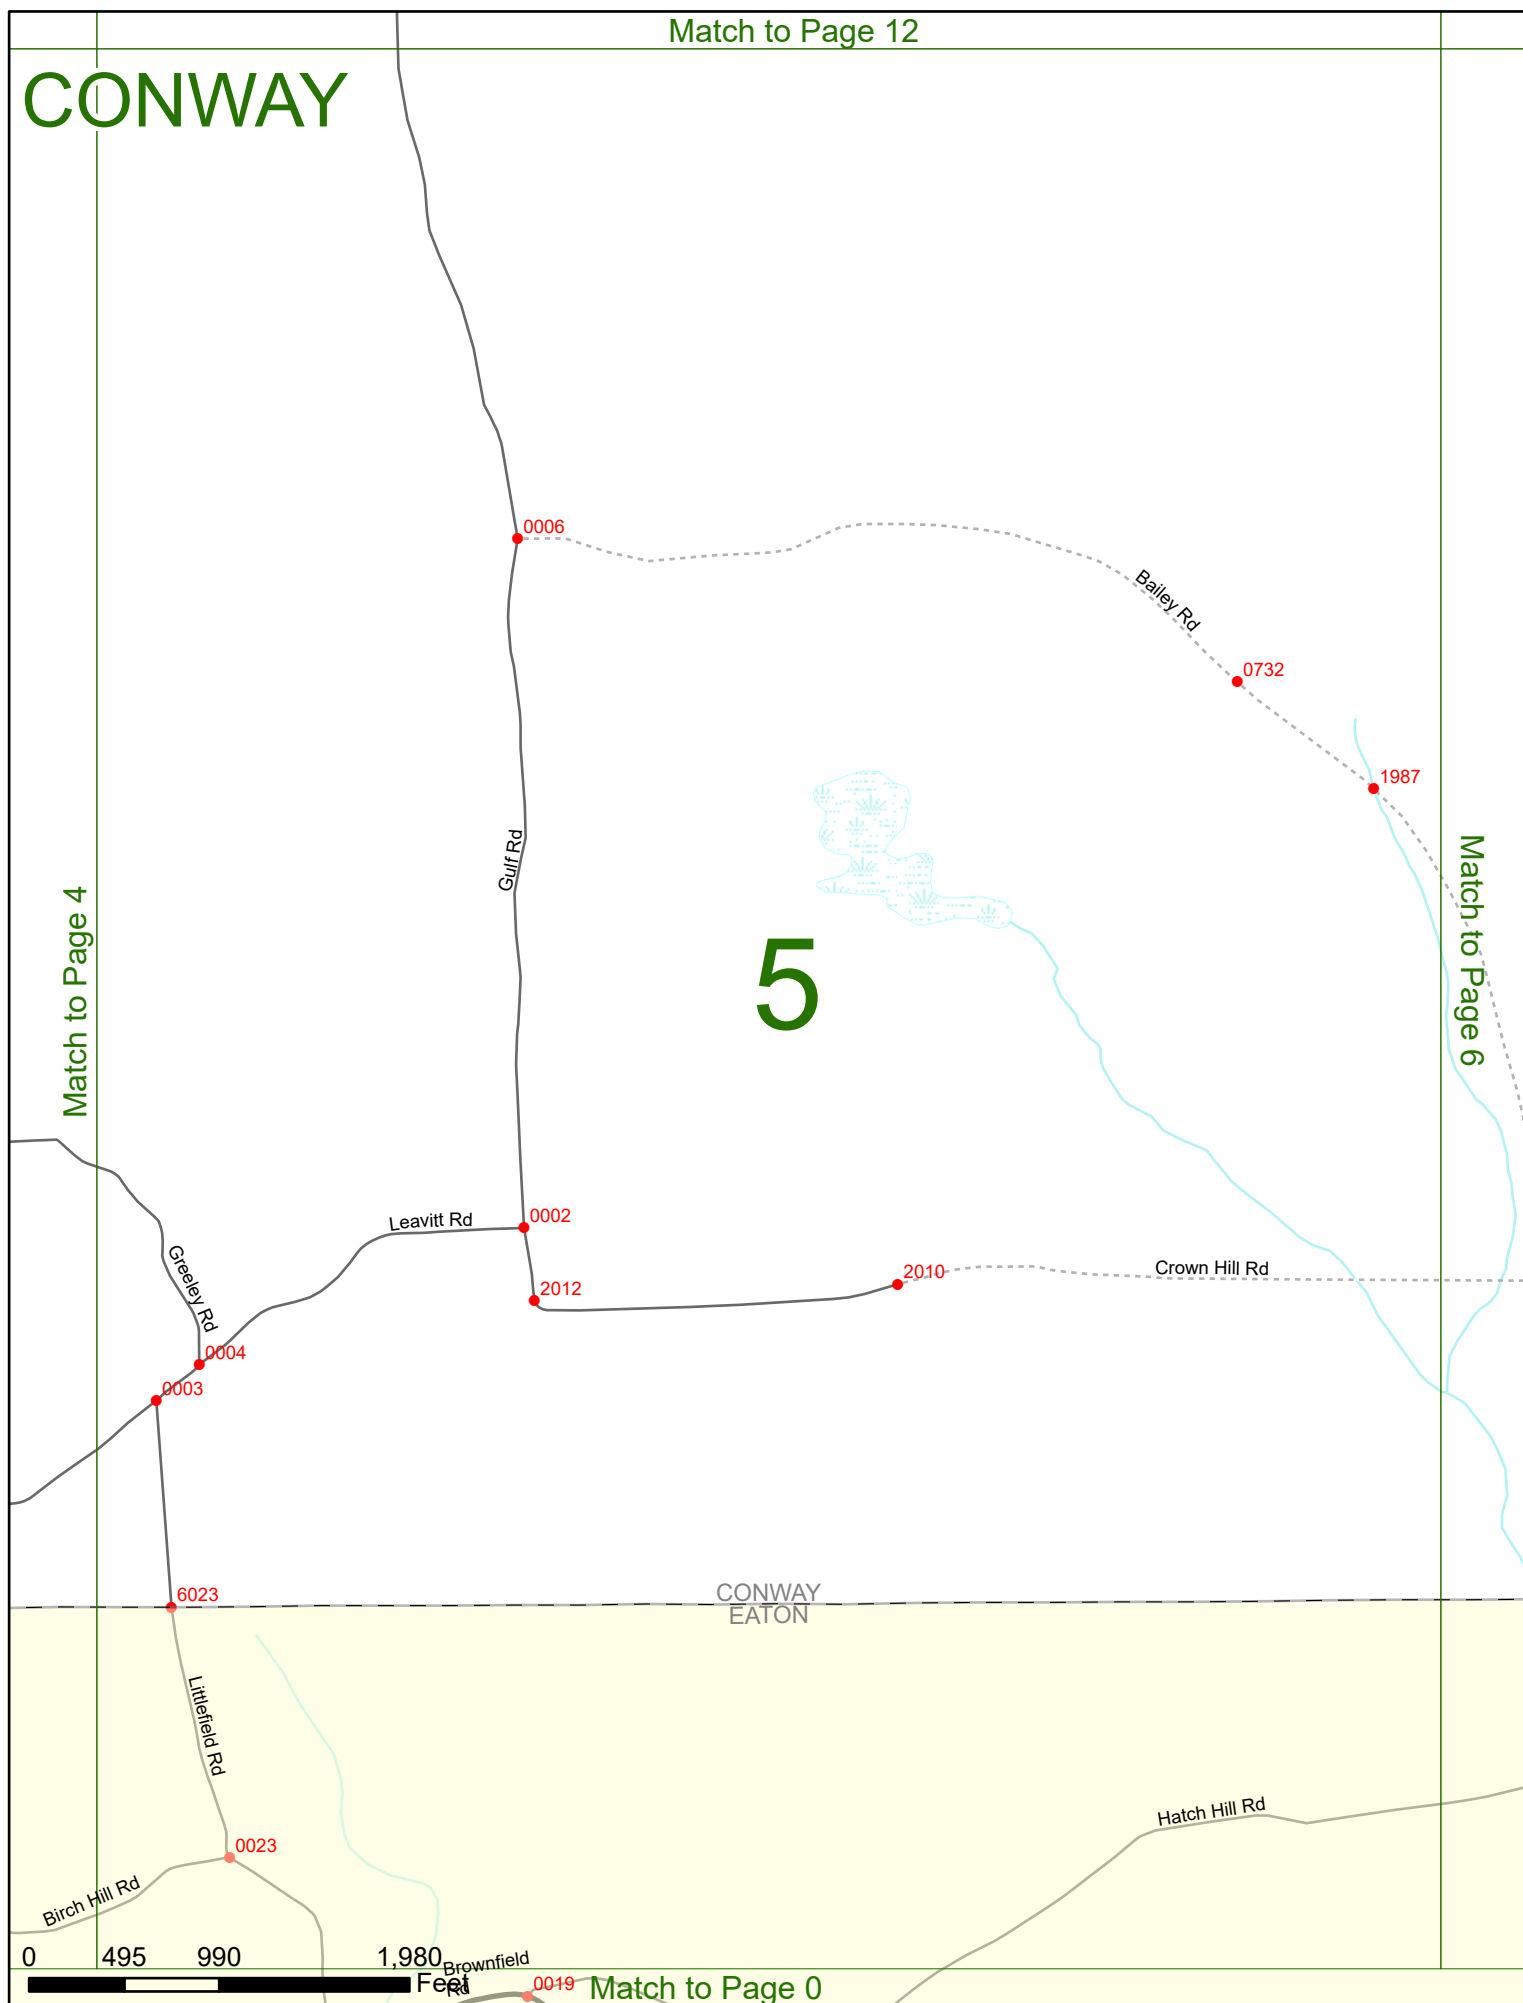 Match to Page 12
CONWAY
0006
Bailey Rd
0732
1987
Gulf Rd
Match to Page 4
5
Match to Page 6
Leavitt Rd
0002
Greeley Rd
2010
Crown Hill Rd
2012
0004
0003
6023
CONWAY
EATON
Littlefield Rd
Hatch Hill Rd
0023
Birch Hill Rd
0 495 990 1,980
Feet
Brownfield
Rd
0019
Match to Page 0